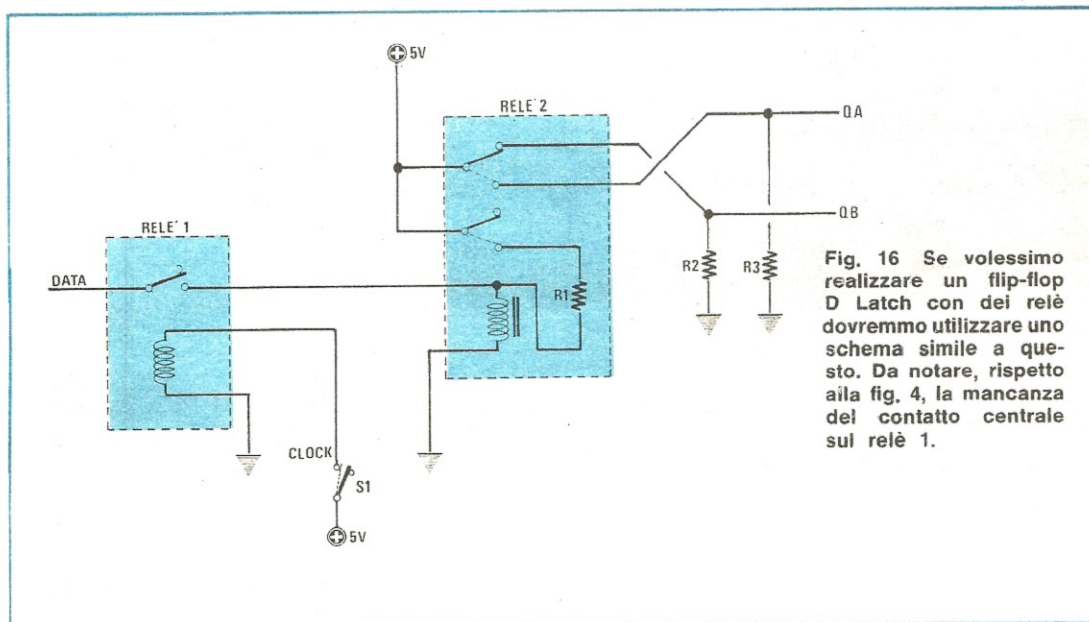 5V
RELE' 2
QA
QB
RELE' 1
DATA
R1
R2
R3
CLOCK
S1
5V
Fig. 16 Se volessimo
realizzare un flip-flop
D Latch con dei relè
dovremmo utilizzare uno
schema simile a que-
sto. Da notare, rispetto
alla fig. 4, la mancanza
del contatto centrale
sul relè 1.